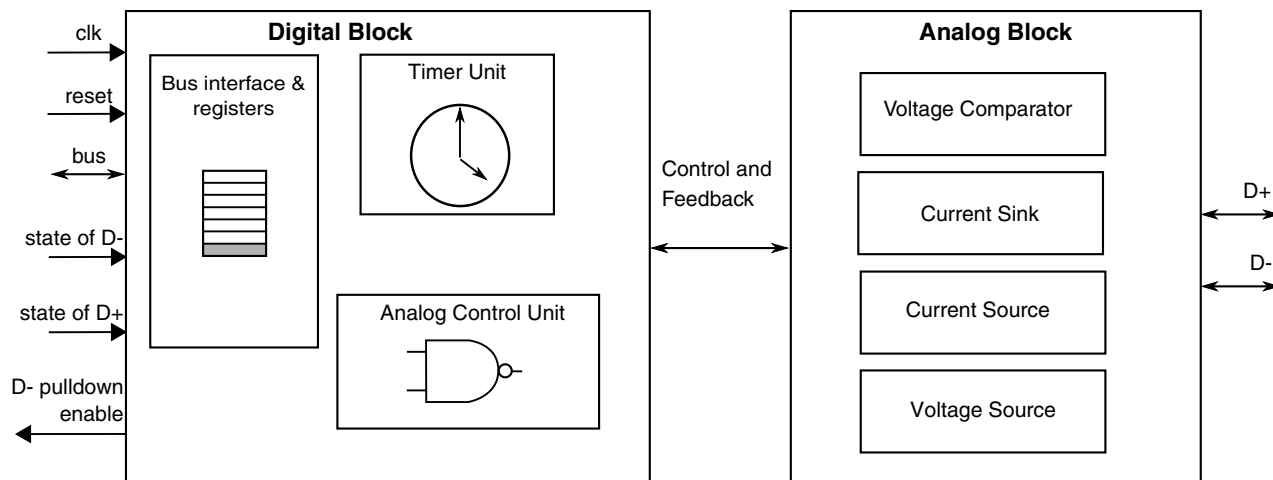 clk
reset
bus
state of D-
state of D+
D- pulldown
enable
Digital Block
Bus interface &
registers
Timer Unit
Analog Control Unit
Control and
Feedback
Analog Block
Voltage Comparator
Current Sink
Current Source
Voltage Source
D+
D-